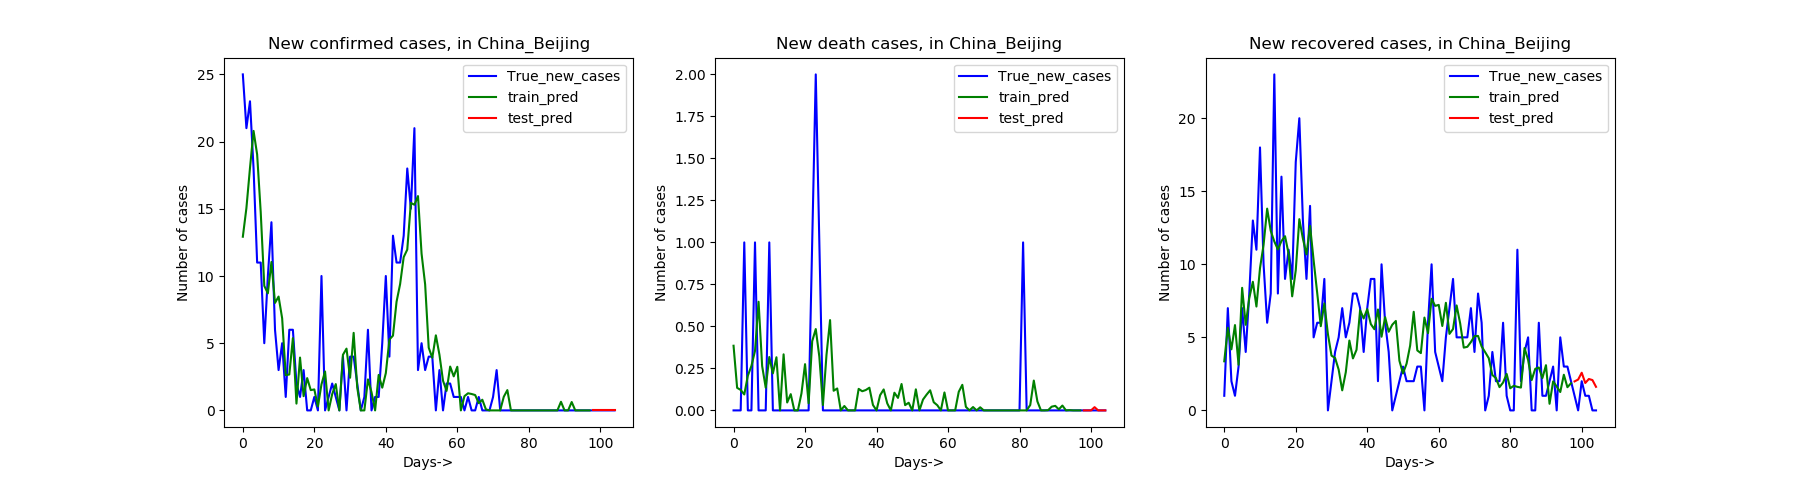 New confirmed cases, in China_Beijing
Number of cases
25
20
15
10
5
0
True_new_cases
train_pred
test_pred
0 20 40 60 80 100
Days->
New death cases, in China_Beijing
Number of cases
2.00
1.75
1.50
1.25
1.00
0.75
0.50
0.25
0.00
True_new_cases
train_pred
test_pred
0 20 40 60 80 100
Days->
New recovered cases, in China_Beijing
Number of cases
20
15
10
5
0
True_new_cases
train_pred
test_pred
0 20 40 60 80 100
Days->